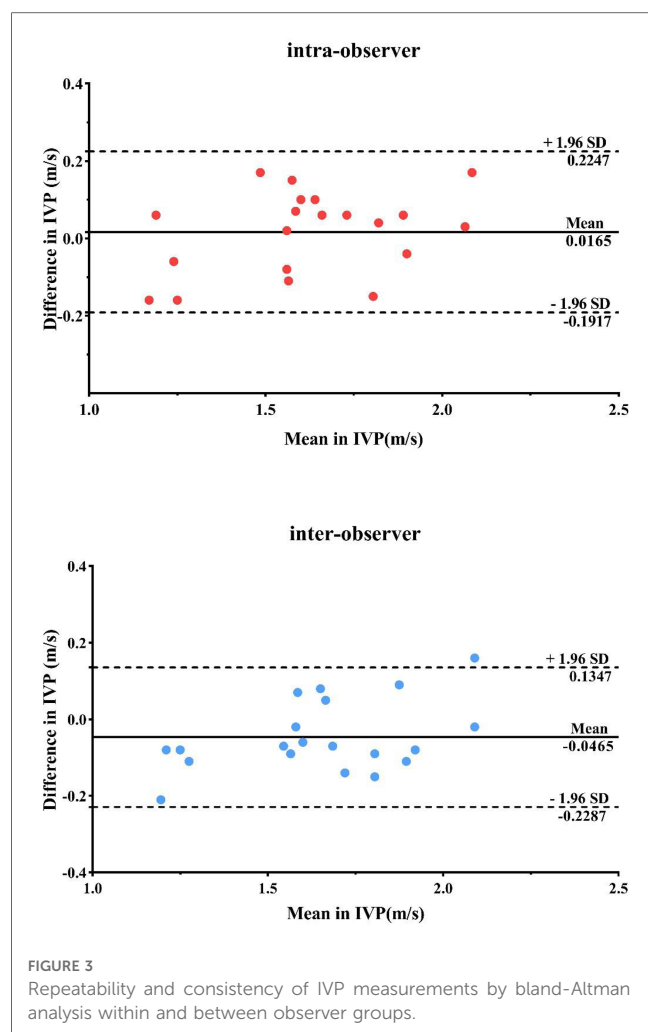 intra-observer
0.4
0.2
0.0
-0.2
Difference in IVP (m/s)
+ 1.96 SD
0.2247
Mean
0.0165
- 1.96 SD
-0.1917
1.0 1.5 2.0 2.5
Mean in IVP(m/s)
inter-observer
0.4
0.2
0.0
-0.2
-0.4
Difference in IVP (m/s)
+ 1.96 SD
0.1347
Mean
-0.0465
- 1.96 SD
-0.2287
1.0 1.5 2.0 2.5
Mean in IVP(m/s)
FIGURE 3
Repeatability and consistency of IVP measurements by bland-Altman
analysis within and between observer groups.